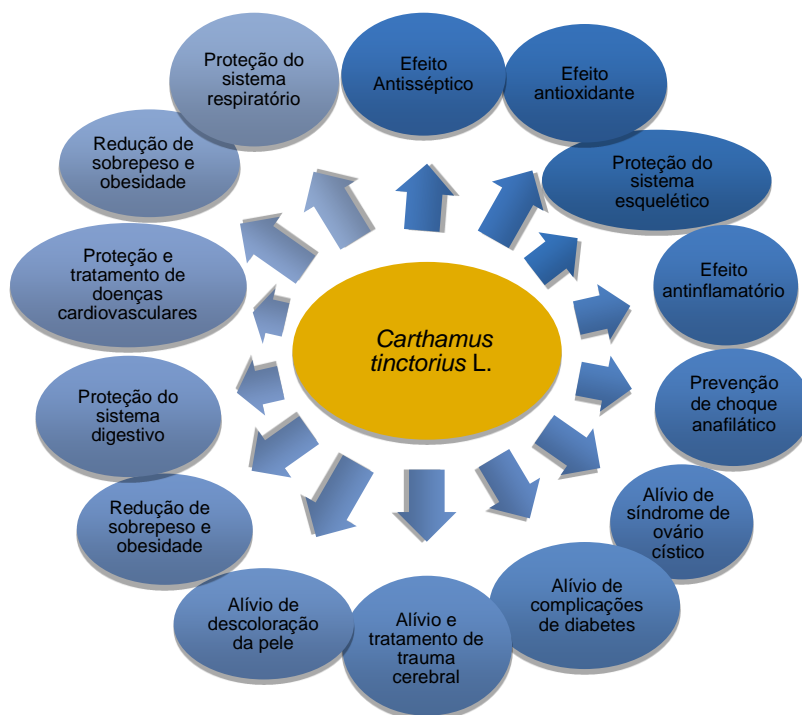 Efeito
Antisséptico
Efeito
antioxidante
Proteção do
sistema
esquelético
Efeito
antinflamatório
Prevenção
de choque
anafilático
Alívio de
síndrome de
ovário
cístico
Alívio de
complicações
de diabetes
Alívio e
tratamento de
trauma
cerebral
Alívio de
descoloração
da pele
Redução de
sobrepeso e
obesidade
Proteção do
sistema
digestivo
Proteção e
tratamento de
doenças
cardiovasculares
Redução de
sobrepeso e
obesidade
Proteção do
sistema
respiratório
Carthamus
tinctorius L.